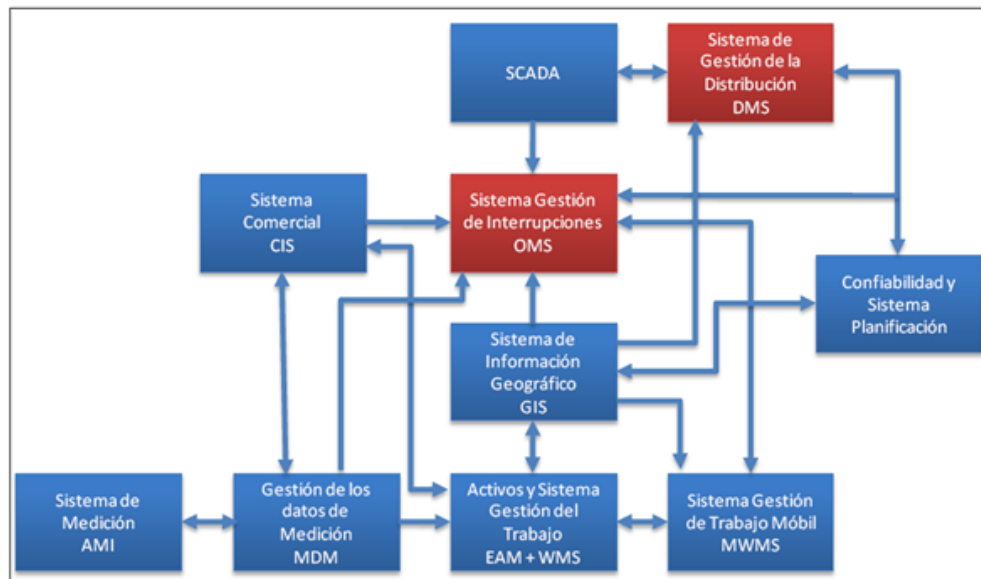 SCADA
Sistema de
Gestión de la
Distribución
DMS
Sistema
Comercial
CIS
Sistema Gestión
de Interrupciones
OMS
Confiabilidad y
Sistema
Planificación
Sistema de
Información
Geográfico
GIS
Sistema de
Medición
AMI
Gestión de los
datos de
Medición
MDM
Activos y Sistema
Gestión del
Trabajo
EAM + WMS
Sistema Gestión
de Trabajo Móbil
MWMS